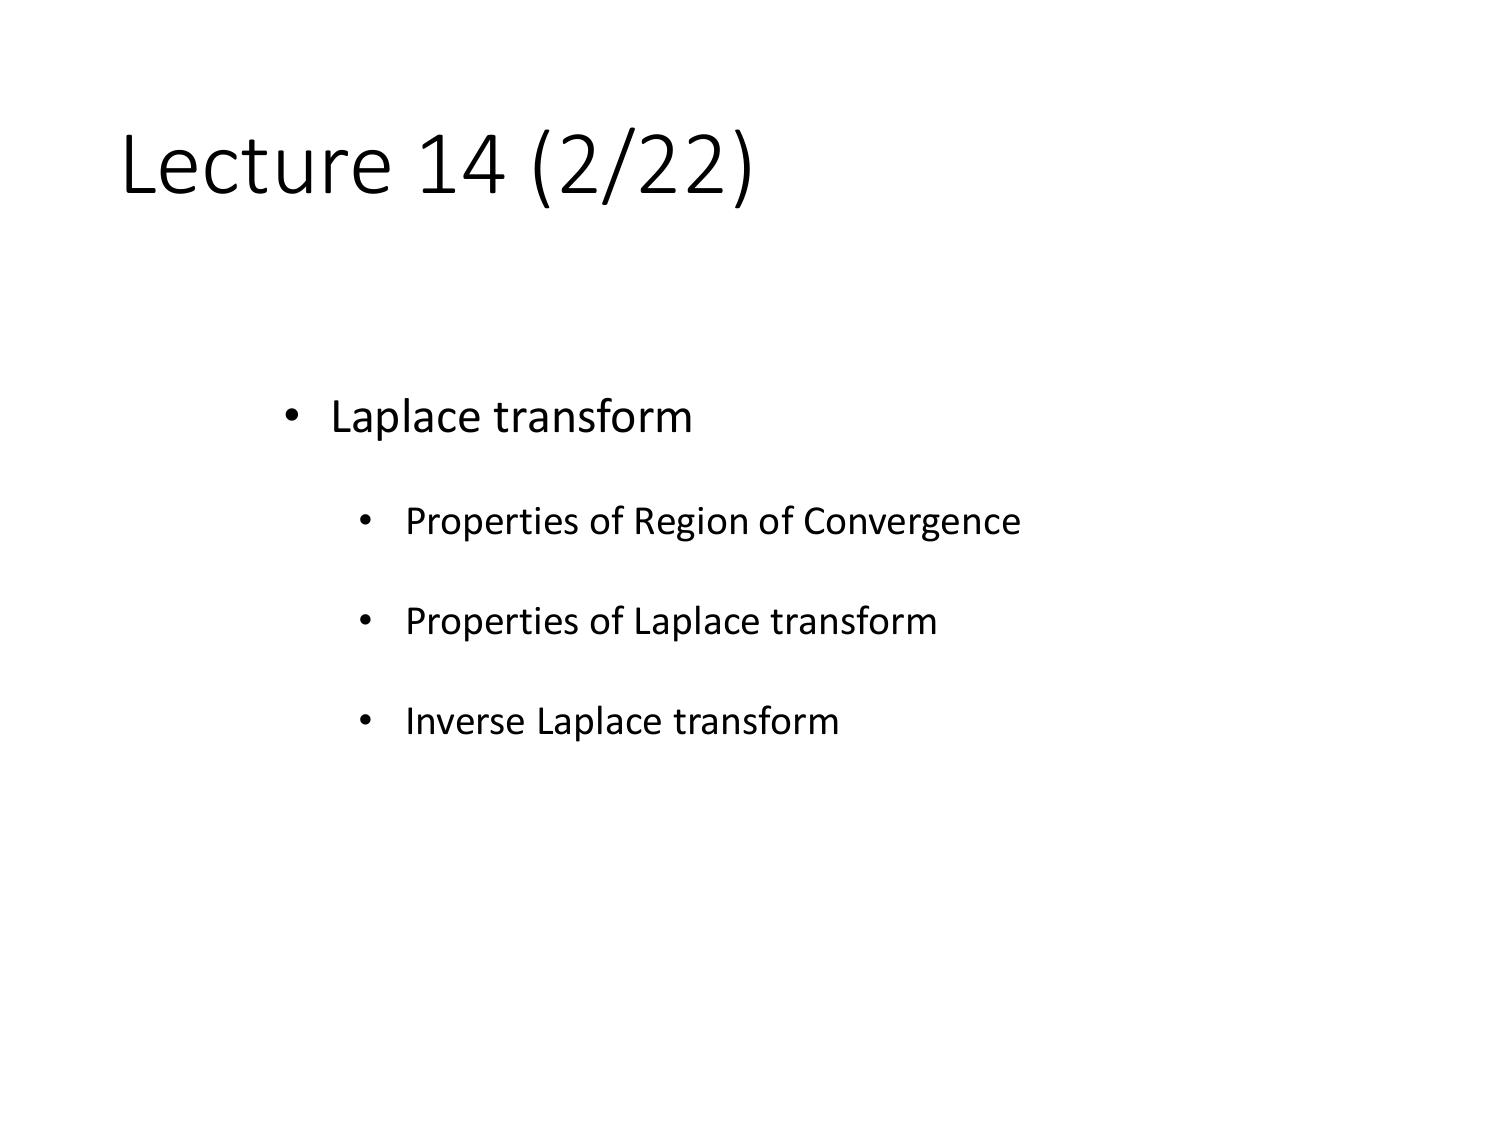 Lecture 14 (2/22)
• Laplace transform
• Properties of Region of Convergence
• Properties of Laplace transform
• Inverse Laplace transform